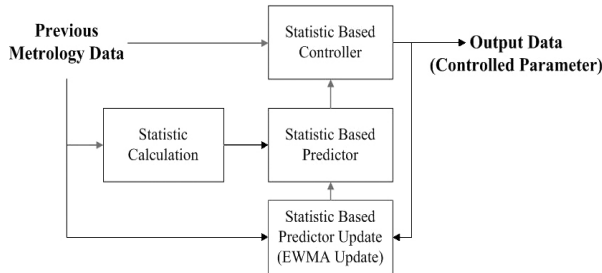 Previous
Metrology Data
Statistic Based
Controller
Output Data
(Controlled Parameter)
Statistic
Calculation
Statistic Based
Predictor
Statistic Based
Predictor Update
(EWMA Update)